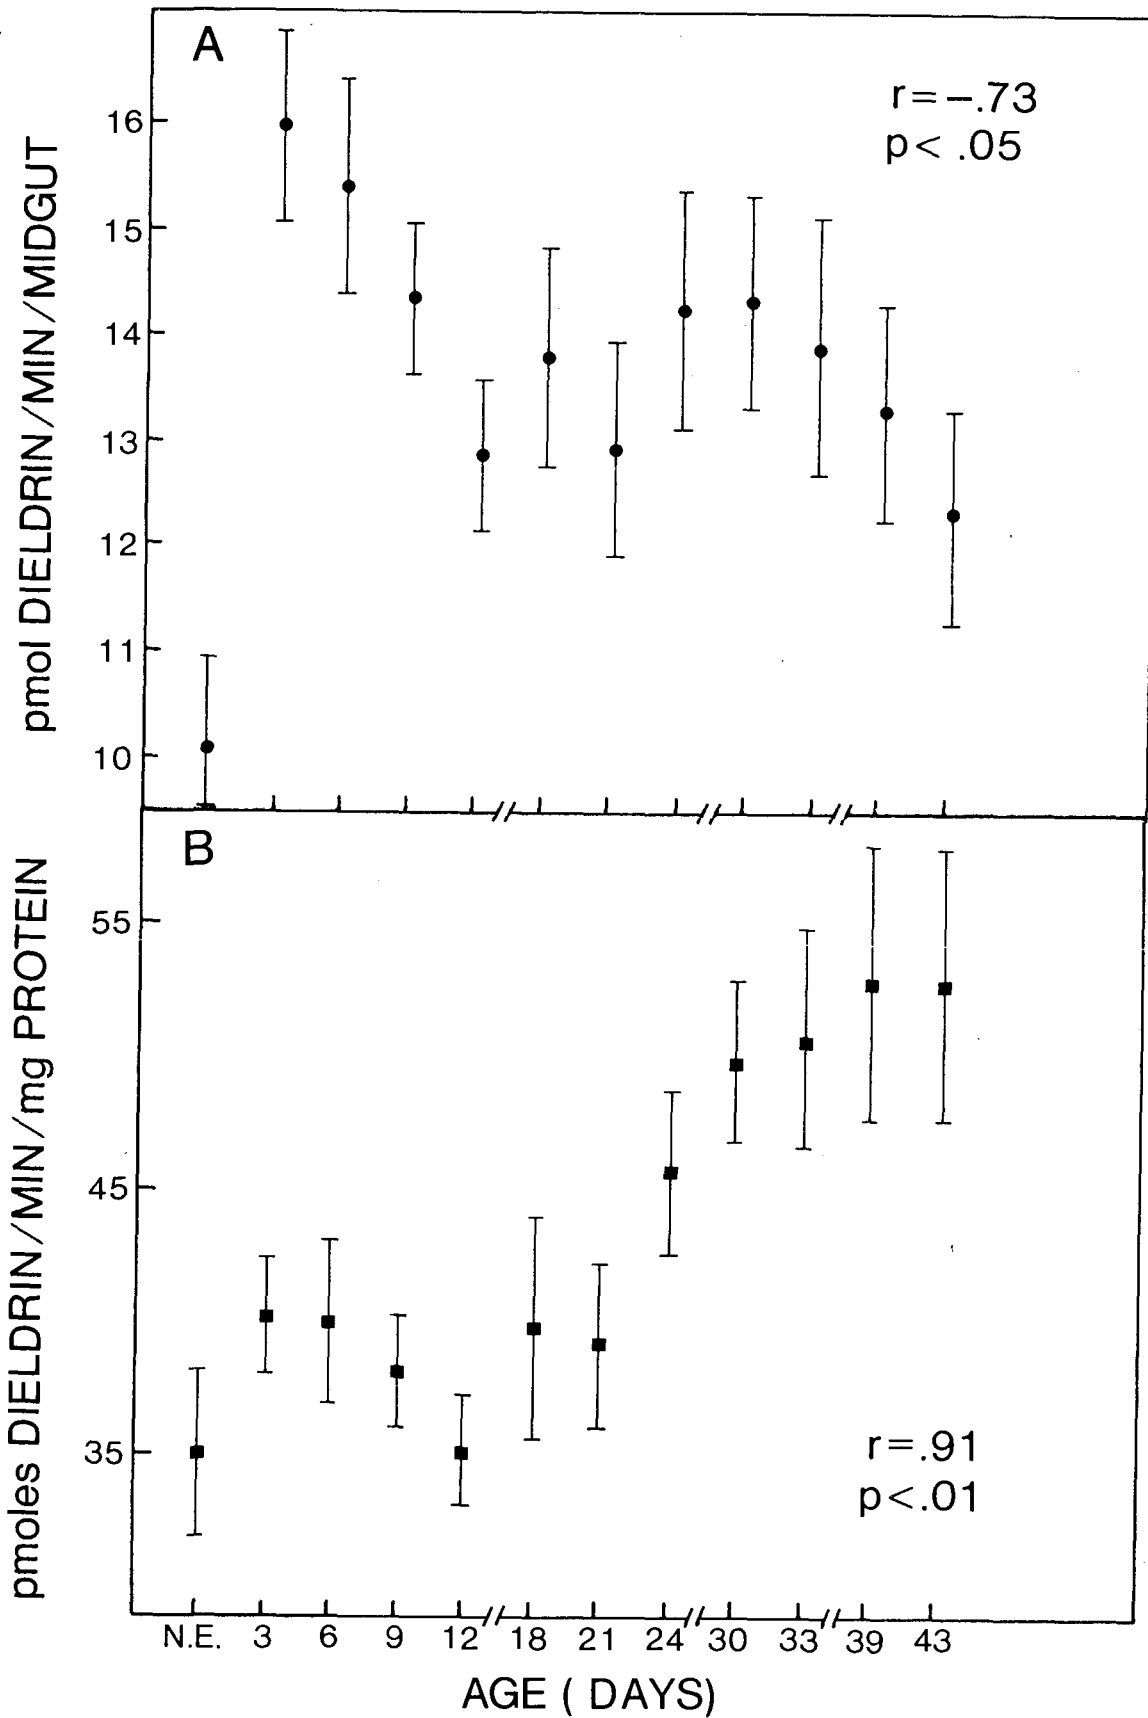 A
r=-.73
p< .05
pmol DIELDRIN/MIN/MIDGUT
16
15
14
13
12
11
10
B
pmoles DIELDRIN/MIN/mg PROTEIN
55
45
35
r=.91
p<.01
N.E. 3 6 9 12 18 21 24 30 33 39 43
AGE ( DAYS)